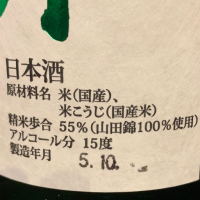 日本酒
原材料名 米(国産)、
米こうじ(国産米)
精米歩合 55%(山田錦100%使用)
アルコール分 15度
製造年月 5.10.